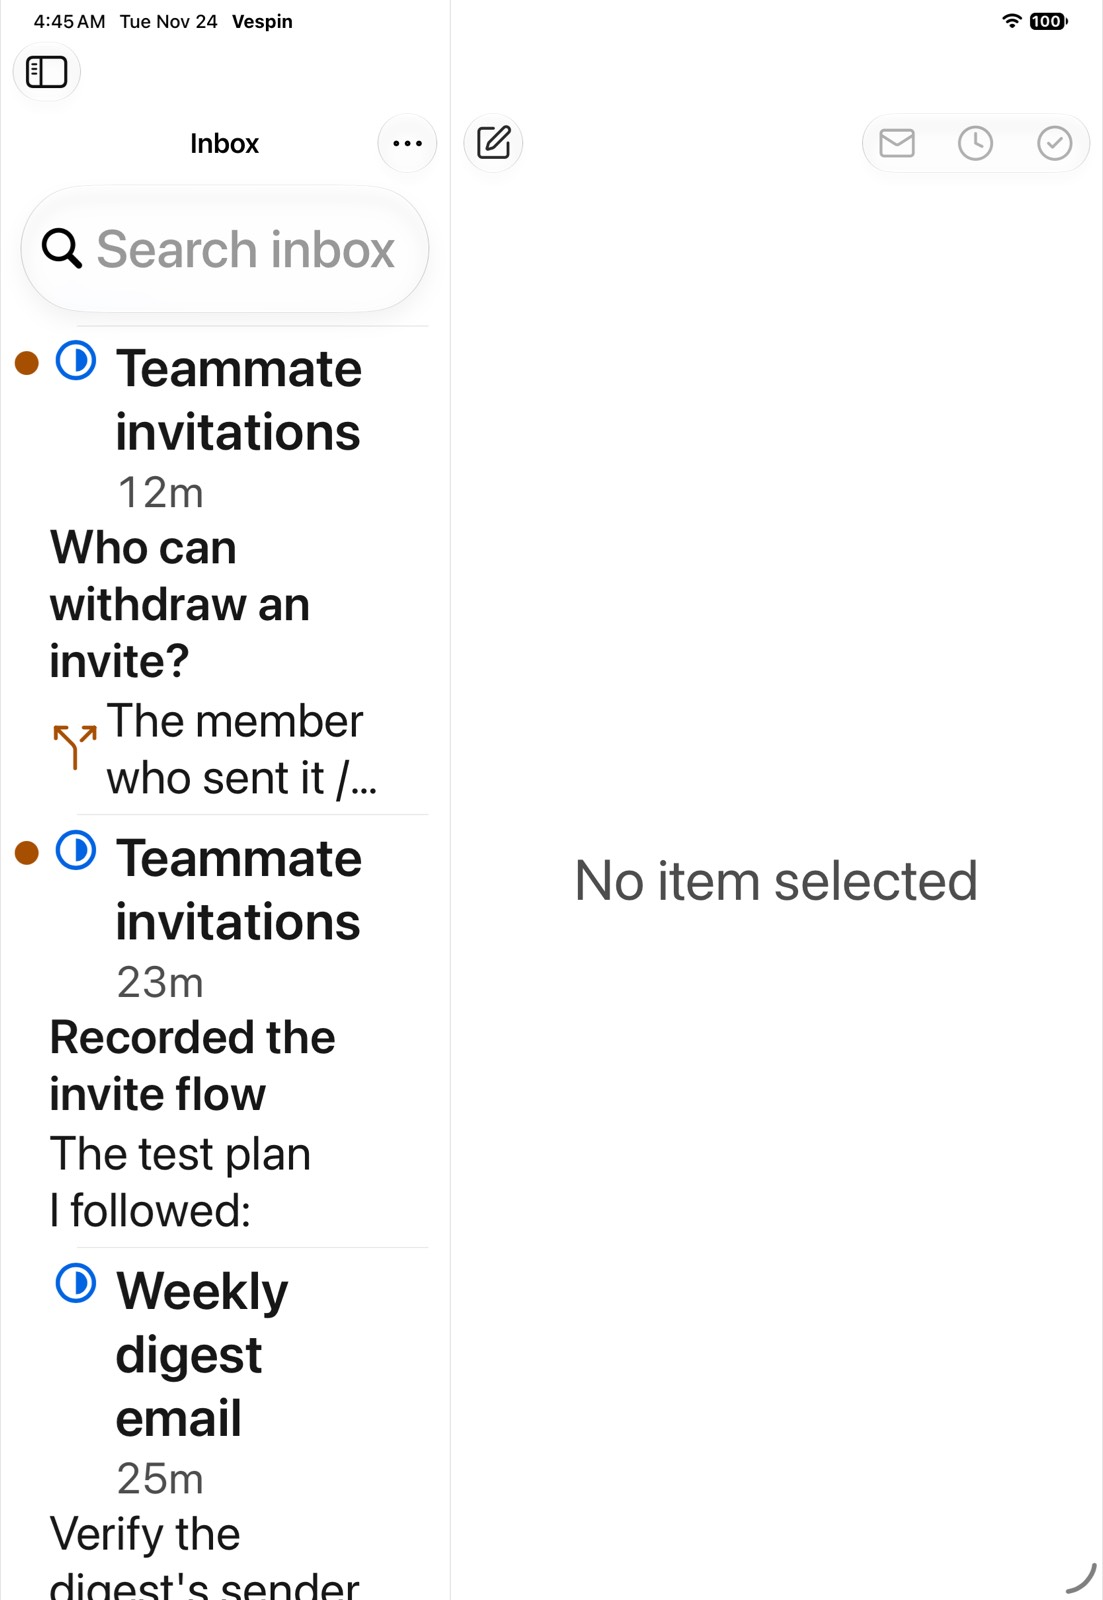 4:45 AM Tue Nov 24 Vespin
100
Inbox
Search inbox
Teammate
invitations
12m
Who can
withdraw an
invite?
The member
who sent it /...
Teammate
invitations
23m
Recorded the
invite flow
The test plan
I followed:
Weekly
digest
email
25m
Verify the
digest's sender
No item selected